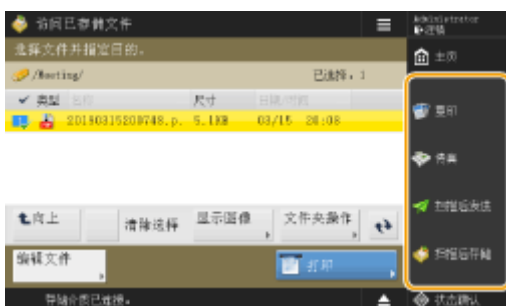 访问已存储文件
Administrator
注销
选择文件并指定目的。
主页
/Meeting/
已选择: 1
类型 名称 尺寸 日期/时间
1 20190315200748.p. 5.1MB 03/15 20:08
复印
传真
扫描后发送
扫描后存储
向上
清除选择
显示图像
文件夹操作
编辑文件
打印
存储介质已连接。
状态确认